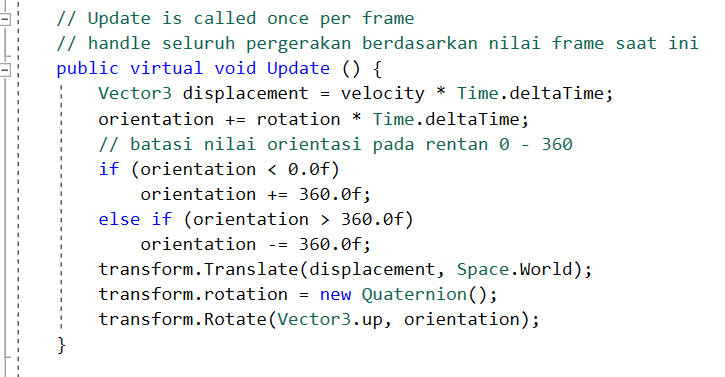 // Update is called once per frame
// handle seluruh pergerakan berdasarkan nilai frame saat ini
public virtual void Update () {
    Vector3 displacement = velocity * Time.deltaTime;
    orientation += rotation * Time.deltaTime;
    // batasi nilai orientasi pada rentan 0 - 360
    if (orientation < 0.0f)
        orientation += 360.0f;
    else if (orientation > 360.0f)
        orientation -= 360.0f;
    transform.Translate(displacement, Space.World);
    transform.rotation = new Quaternion();
    transform.Rotate(Vector3.up, orientation);
}